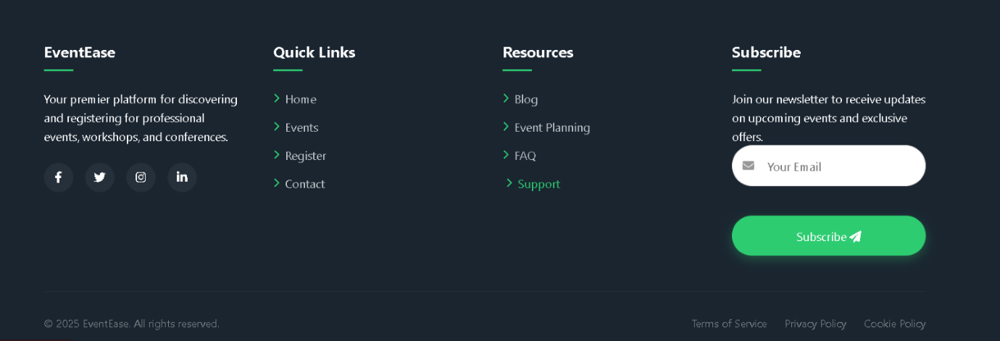 EventEase
Your premier platform for discovering
and registering for professional
events, workshops, and conferences.
Quick Links
Home
Events
Register
Contact
Resources
Blog
Event Planning
FAQ
Support
Subscribe
Join our newsletter to receive updates
on upcoming events and exclusive
offers.
Your Email
Subscribe
© 2025 EventEase. All rights reserved.
Terms of Service Privacy Policy Cookie Policy